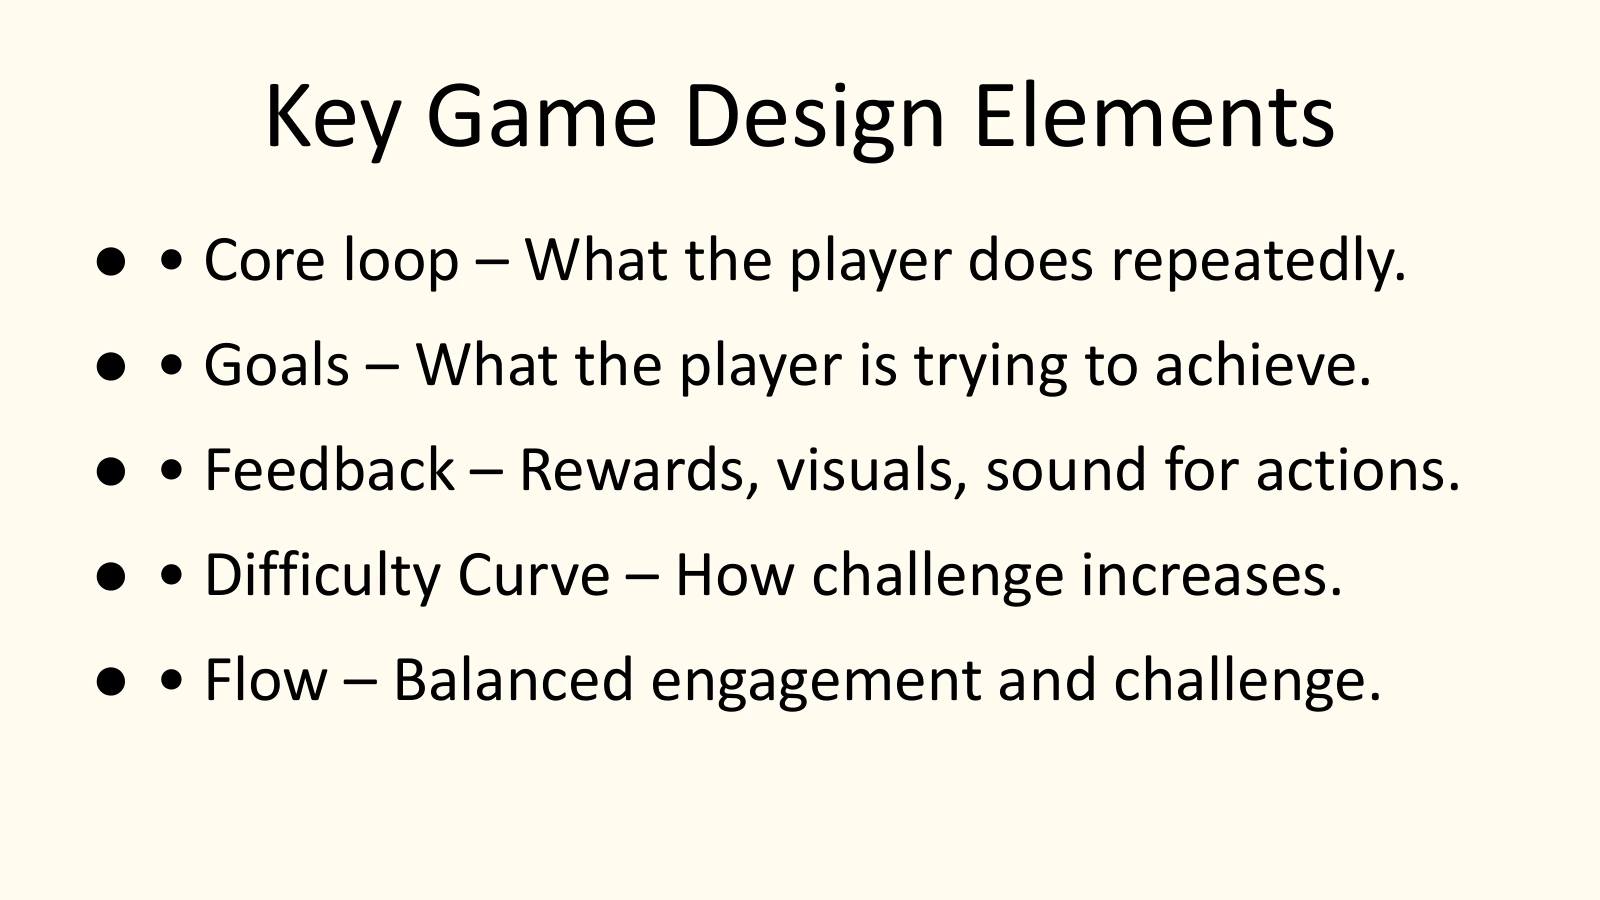 Key Game Design Elements
● • Core loop – What the player does repeatedly.
● • Goals – What the player is trying to achieve.
● • Feedback – Rewards, visuals, sound for actions.
● • Difficulty Curve – How challenge increases.
● • Flow – Balanced engagement and challenge.